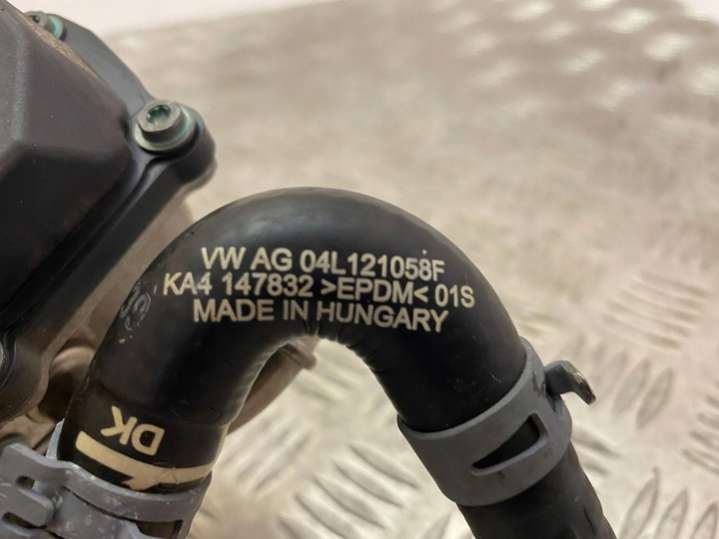 VW AG 04L121058F
KA4 147832 >EPDM< 01S
MADE IN HUNGARY
DK